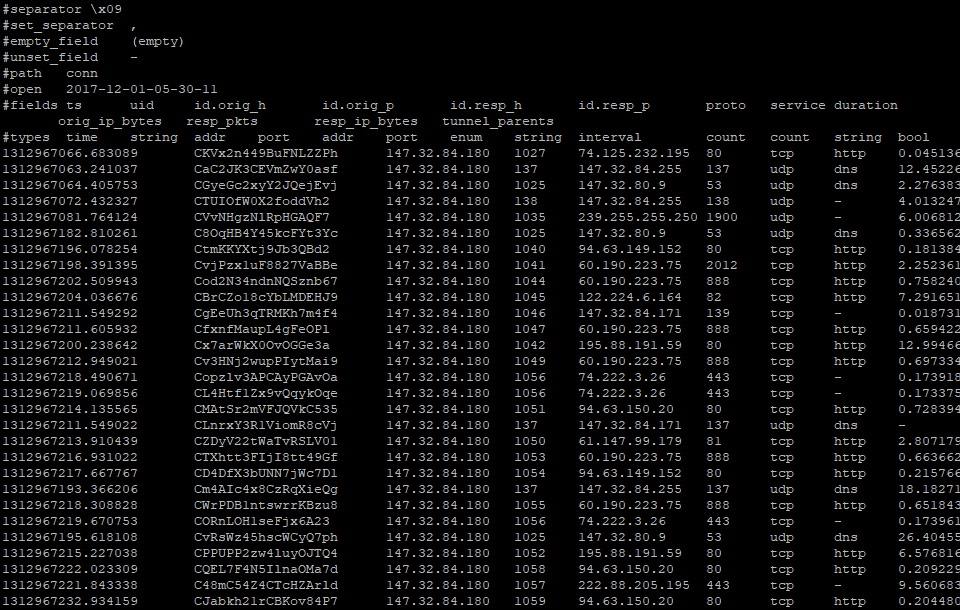 #separator \x09
#set_separator ,
#empty_field (empty)
#unset_field -
#path conn
#open 2017-12-01-05-30-11
#fields ts uid id.orig_h id.orig_p id.resp_h id.resp_p proto service duration
orig_ip_bytes resp_pkts resp_ip_bytes tunnel_parents
#types time string addr port addr port enum string interval count count string bool
1312967066.683089 CKVx2n449BuFNLZZPh 147.32.84.180 1027 74.125.232.195 80 tcp http 0.045136
1312967063.241037 CaC2JK3CEVmZwY0asf 147.32.84.180 137 147.32.84.255 137 udp dns 12.45226
1312967064.405753 CGyeGc2xyY2JQejEvj 147.32.84.180 1025 147.32.80.9 53 udp dns 2.276383
1312967072.432327 CTUIOfW0X2foddVh2 147.32.84.180 138 147.32.84.255 138 udp - 4.013247
1312967081.764124 CVvNHgzNlRpHGAQF7 147.32.84.180 1035 239.255.255.250 1900 udp - 6.006812
1312967182.810261 C8OqHB4Y45kcFYt3Yc 147.32.84.180 1025 147.32.80.9 53 udp dns 0.336562
1312967196.078254 CtmKKYXtj9Jb3QBd2 147.32.84.180 1040 94.63.149.152 80 tcp http 0.181384
1312967198.391395 CvjPzx1uF8827VaBBe 147.32.84.180 1041 60.190.223.75 2012 tcp http 2.252361
1312967202.509943 Cod2N34ndnNQSznb67 147.32.84.180 1044 60.190.223.75 888 tcp http 0.758240
1312967204.036676 CBrCZol8cYbLMDEHJ9 147.32.84.180 1045 122.224.6.164 82 tcp http 7.291651
1312967211.549292 CgEeUh3qTRMKh7m4f4 147.32.84.180 1046 147.32.84.171 139 tcp - 0.018731
1312967211.605932 CfxnfMaupL4gFeOPl 147.32.84.180 1047 60.190.223.75 888 tcp http 0.659422
1312967200.238642 Cx7arWkX0OvOGGe3a 147.32.84.180 1042 195.88.191.59 80 tcp http 12.99466
1312967212.949021 Cv3HNj2wupPIytMai9 147.32.84.180 1049 60.190.223.75 888 tcp http 0.697334
1312967218.490671 Copzlv3APCAyPGAvOa 147.32.84.180 1056 74.222.3.26 443 tcp - 0.173918
1312967219.069856 CL4Htf1Zx9vQqykOqe 147.32.84.180 1056 74.222.3.26 443 tcp - 0.173375
1312967214.135565 CMAtSr2mVFJQVkC535 147.32.84.180 1051 94.63.150.20 80 tcp http 0.728394
1312967211.549022 CLnrxY3RlViomR8cVj 147.32.84.180 137 147.32.84.171 137 udp dns -
1312967213.910439 CZDyV22tWaTvRSLV0l 147.32.84.180 1050 61.147.99.179 81 tcp http 2.807179
1312967216.931022 CTXhtt3FIjI8tt49Gf 147.32.84.180 1053 60.190.223.75 888 tcp http 0.663662
1312967217.667767 CD4DfX3bUNN7jWc7Dl 147.32.84.180 1054 94.63.149.152 80 tcp http 0.215766
1312967193.366206 Cm4AIc4x8CzRqXieQg 147.32.84.180 137 147.32.84.255 137 udp dns 18.18271
1312967218.308828 CWrPDBlntswrrKBzu8 147.32.84.180 1055 60.190.223.75 888 tcp http 0.651843
1312967219.670753 CORnLOHlseFjx6A23 147.32.84.180 1056 74.222.3.26 443 tcp - 0.173961
1312967195.618108 CvRsWz45hscWCyQ7ph 147.32.84.180 1025 147.32.80.9 53 udp dns 26.40455
1312967215.227038 CPPUPP2zw4luyOJTQ4 147.32.84.180 1052 195.88.191.59 80 tcp http 6.576816
1312967222.023309 CQEL7F4N5IlnaOMa7d 147.32.84.180 1058 94.63.150.20 80 tcp http 0.209229
1312967221.843338 C48mC54Z4CTcHZAr1d 147.32.84.180 1057 222.88.205.195 443 tcp - 9.560683
1312967232.934159 CJabkh2lrCBKov84P7 147.32.84.180 1059 94.63.150.20 80 tcp http 0.204480